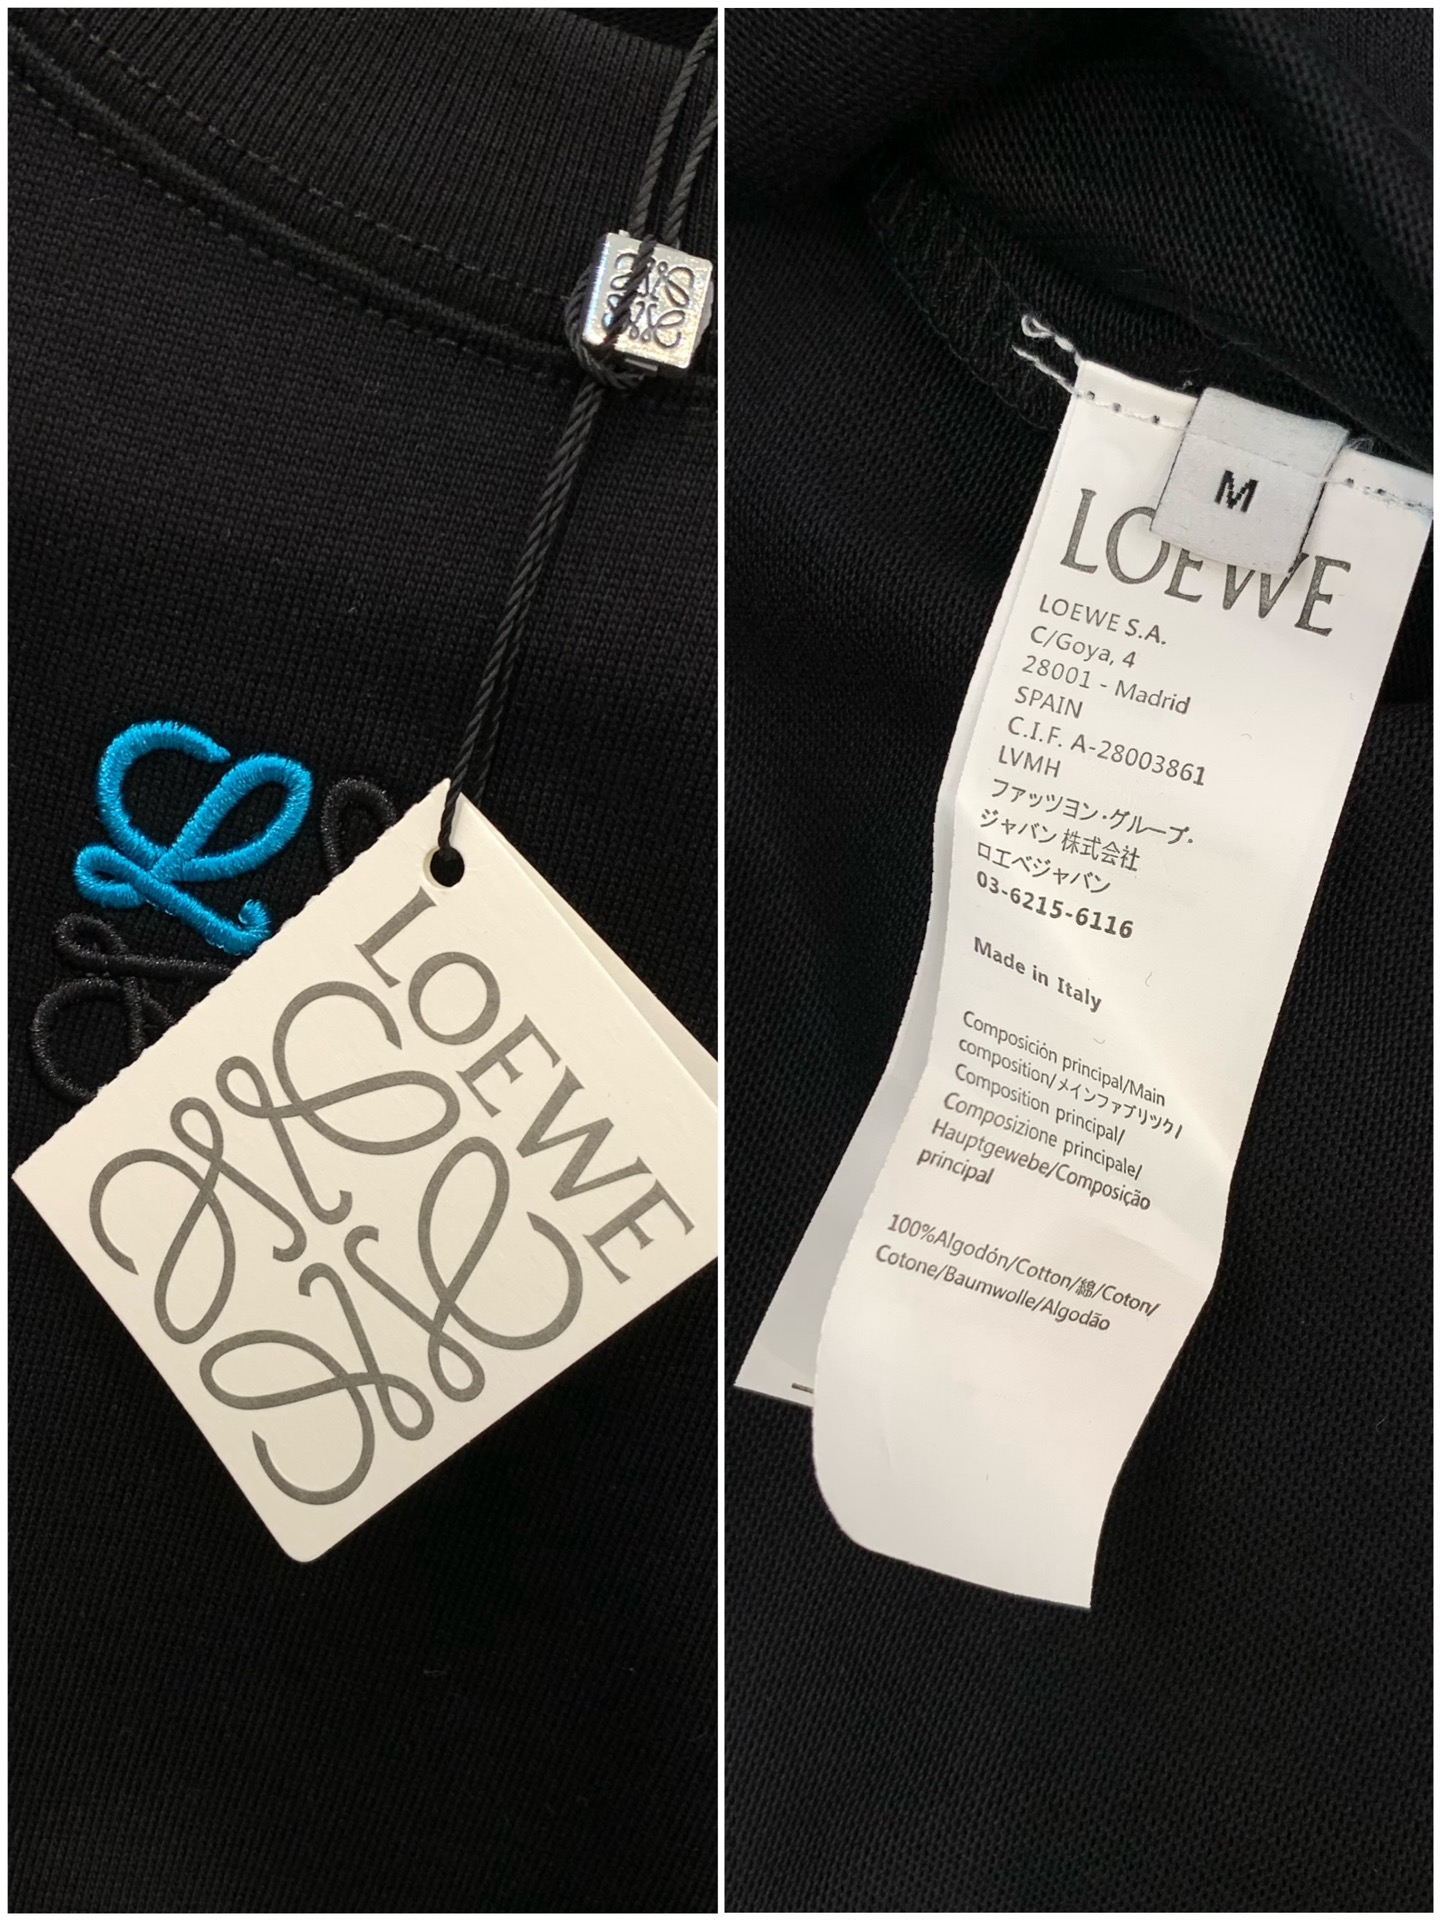 LOEWE
M
LOEWE
LOEWE S.A.
C/Goya, 4
28001 - Madrid
SPAIN
C.I.F. A-28003861
LVMH
ファッツヨン・グループ・
ジャバン 株式会社
ロエベジャバン
03-6215-6116
Made in Italy
Composición principal/Main
composition/メインファブリツク/
Composition principal/
Composizione principale/
Hauptgewebe/Composição
principal
100%Algodón/Cotton/綿/Coton/
Cotone/Baumwolle/Algodão